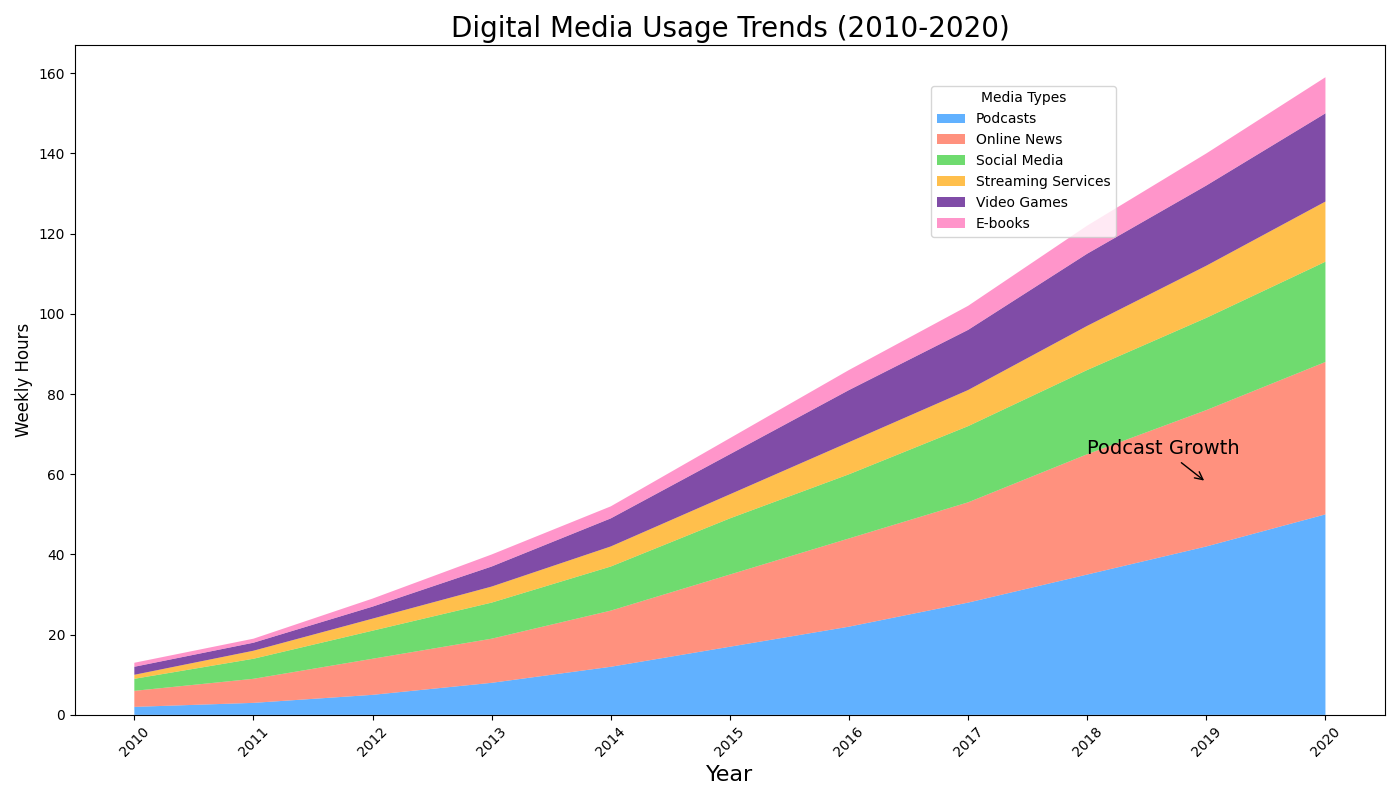 Digital Media Usage Trends (2010-2020)
Weekly Hours
160
140
120
100
80
60
40
20
0
Media Types
Podcasts
Online News
Social Media
Streaming Services
Video Games
E-books
Podcast Growth
2010
2011
2012
2013
2014
2015
2016
2017
2018
2019
2020
Year